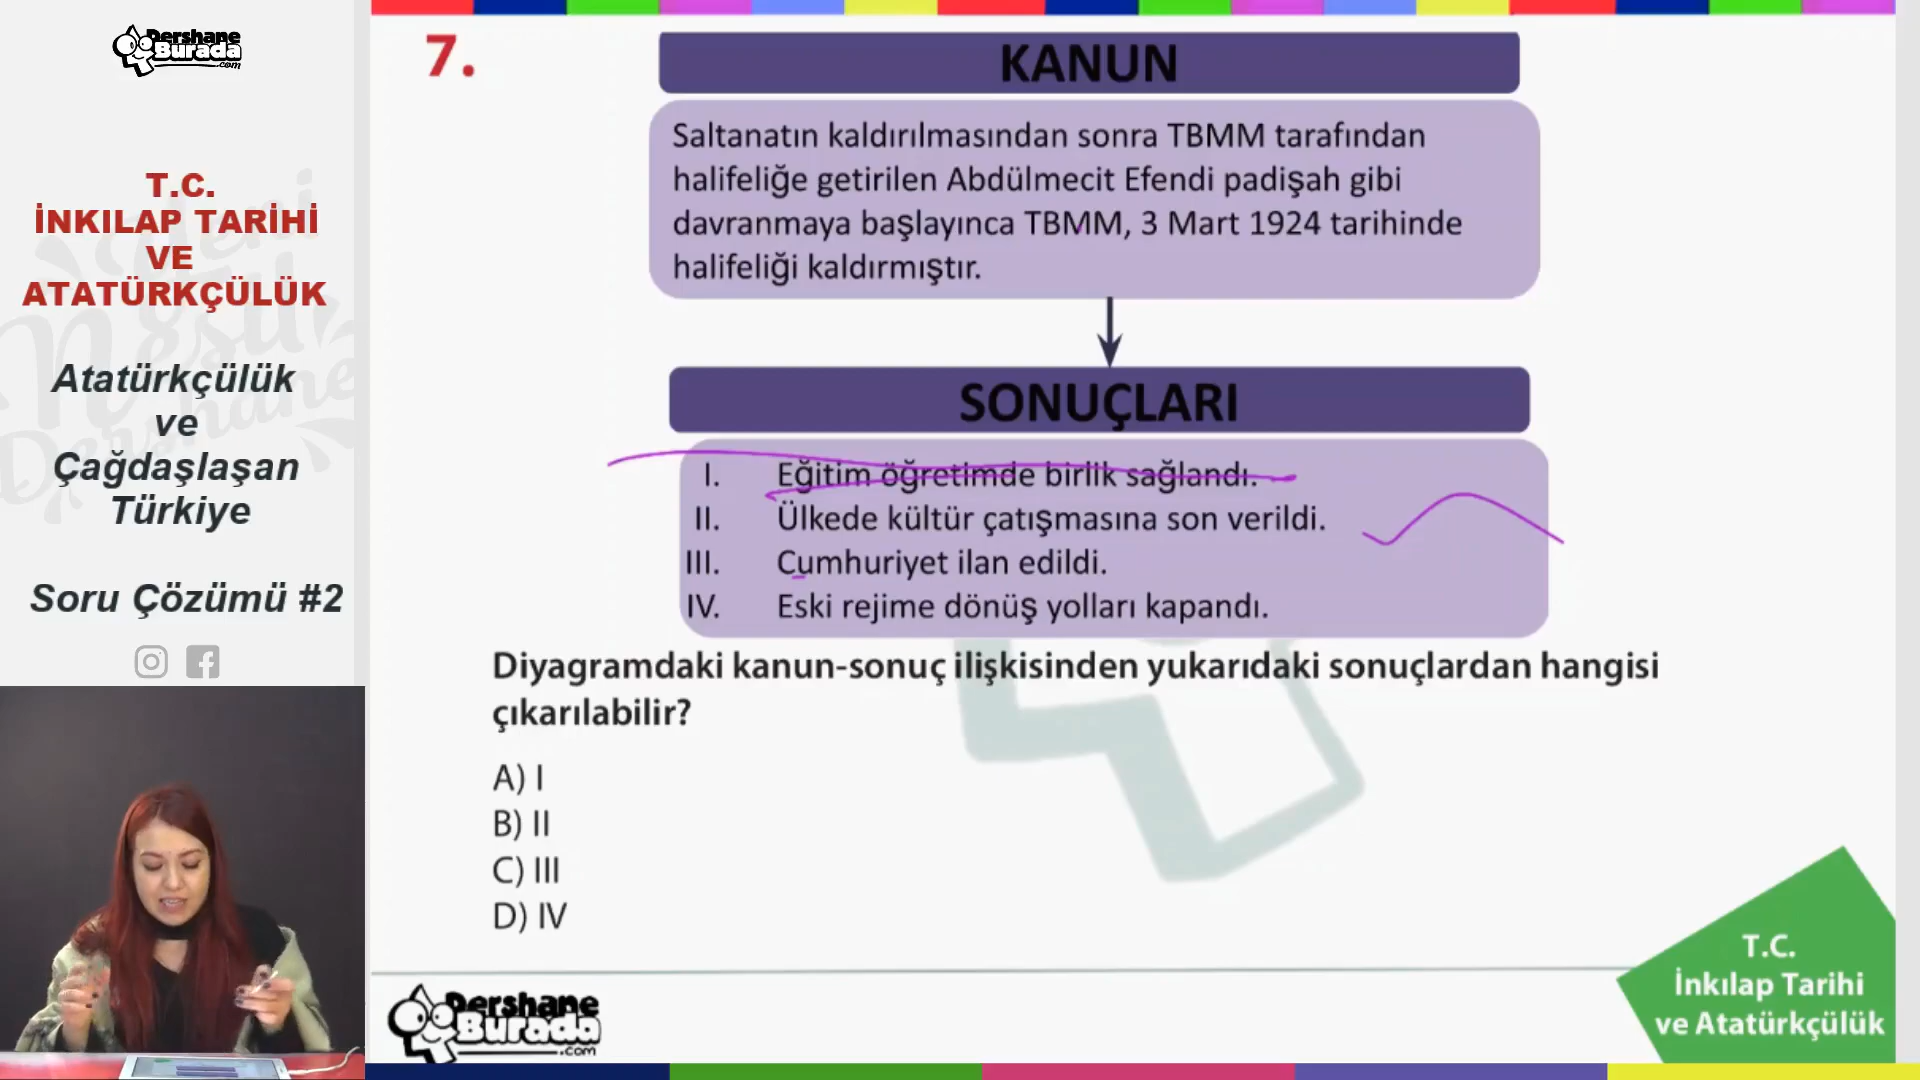 Dershane
Burada
.com
T.C.
İNKILAP TARİHİ
VE
ATATÜRKÇÜLÜK
Atatürkçülük
ve
Çağdaşlaşan
Türkiye
Soru Çözümü #2
7.
KANUN
Saltanatın kaldırılmasından sonra TBMM tarafından
halifeliğe getirilen Abdülmecit Efendi padişah gibi
davranmaya başlayınca TBMM, 3 Mart 1924 tarihinde
halifeliği kaldırmıştır.
SONUÇLARI
I. Eğitim öğretimde birlik sağlandı.
II. Ülkede kültür çatışmasına son verildi.
III. Cumhuriyet ilan edildi.
IV. Eski rejime dönüş yolları kapandı.
Diyagramdaki kanun-sonuç ilişkisinden yukarıdaki sonuçlardan hangisi
çıkarılabilir?
A) I
B) II
C) III
D) IV
Dershane
Burada
.com
T.C.
İnkılap Tarihi
ve Atatürkçülük